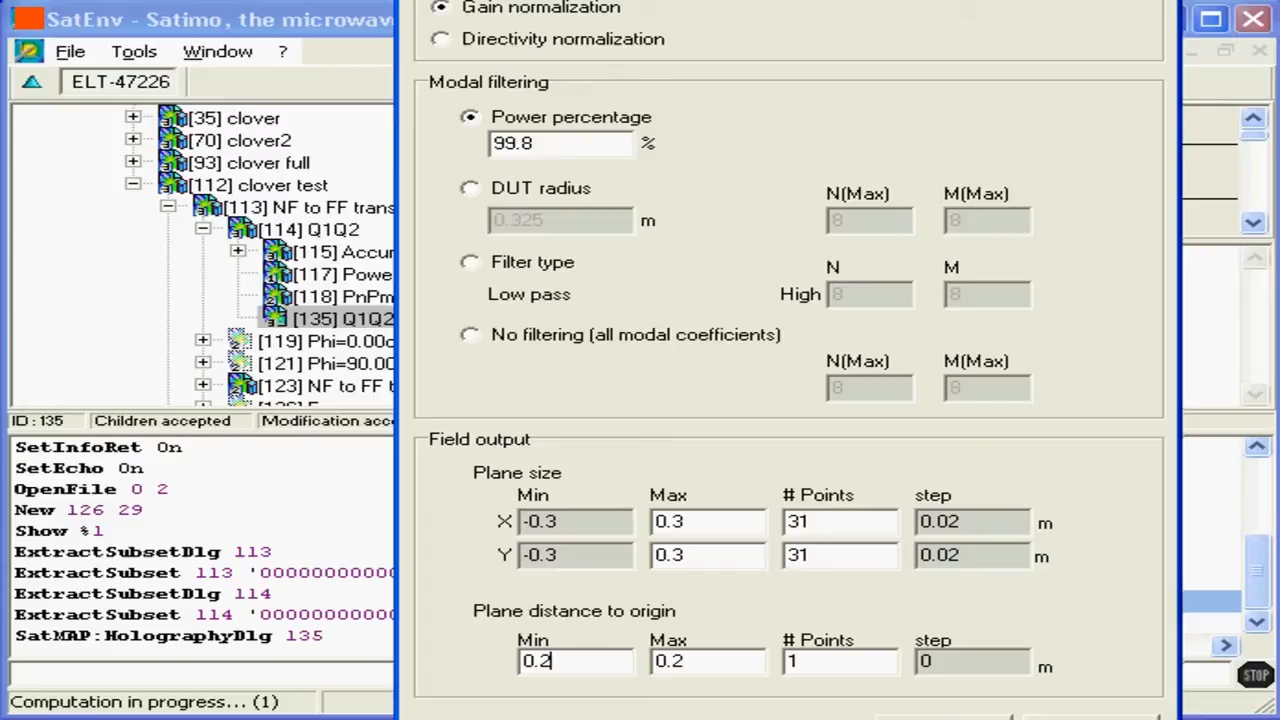 SatEnv - Satimo, the microwave
File Tools Window ?
ELT-47226
[35] clover
[70] clover2
[93] clover full
[112] clover test
[113] NF to FF trans
[114] Q1Q2
[115] Accur
[117] Powe
[118] PnPm
[135] Q1Q2
[119] Phi=0.00d
[121] Phi=90.00
[123] NF to FF t
ID : 135 Children accepted Modification acc
SetInfoRet On
SetEcho On
OpenFile 0 2
New 126 29
Show %1
ExtractSubsetDlg 113
ExtractSubset 113 '00000000000
ExtractSubsetDlg 114
ExtractSubset 114 '00000000000
SatMAP:HolographyDlg 135
Computation in progress... (1)
Gain normalization
Directivity normalization
Modal filtering
Power percentage
99.8 %
DUT radius N(Max) M(Max)
0.325 m 8 8
Filter type N M
Low pass High 8 8
No filtering (all modal coefficients)
N(Max) M(Max)
8 8
Field output
Plane size
Min Max # Points step
X -0.3 0.3 31 0.02 m
Y -0.3 0.3 31 0.02 m
Plane distance to origin
Min Max # Points step
0.2 0.2 1 0 m
STOP